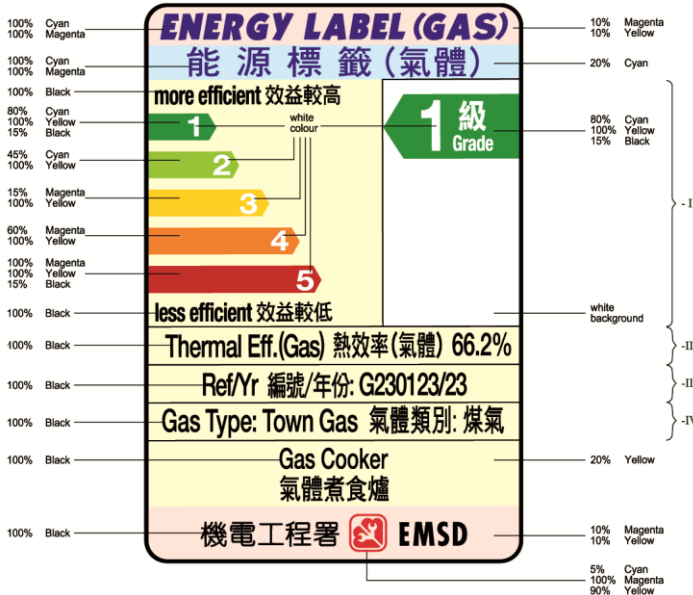 100% Cyan
100% Magenta
100% Cyan
100% Magenta
100% Black
80% Cyan
100% Yellow
15% Black
45% Cyan
100% Yellow
15% Magenta
100% Yellow
60% Magenta
100% Yellow
100% Magenta
100% Yellow
15% Black
100% Black
100% Black
100% Black
100% Black
100% Black
100% Black
ENERGY LABEL (GAS)
能源標籤(氣體)
more efficient 效益較高
white
colour
1
2
3
4
5
1級
Grade
less efficient 效益較低
Thermal Eff.(Gas) 熱效率(氣體) 66.2%
Ref/Yr 編號/年份: G230123/23
Gas Type: Town Gas 氣體類別: 煤氣
Gas Cooker
氣體煮食爐
機電工程署 EMSD
10% Magenta
10% Yellow
20% Cyan
80% Cyan
100% Yellow
15% Black
- I
white
background
-II
20% Yellow
10% Magenta
10% Yellow
5% Cyan
100% Magenta
90% Yellow